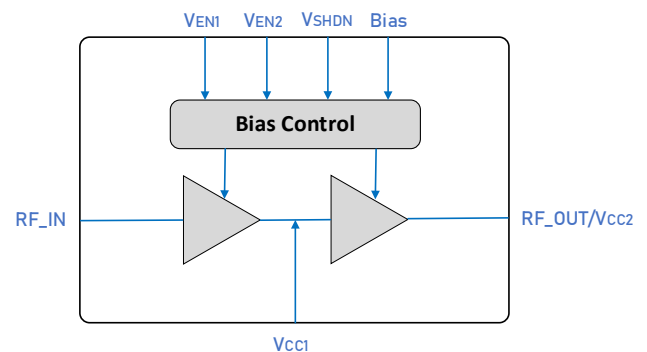 VEN1 VEN2 VSHDN Bias
Bias Control
RF_IN
RF_OUT/VCC2
VCC1